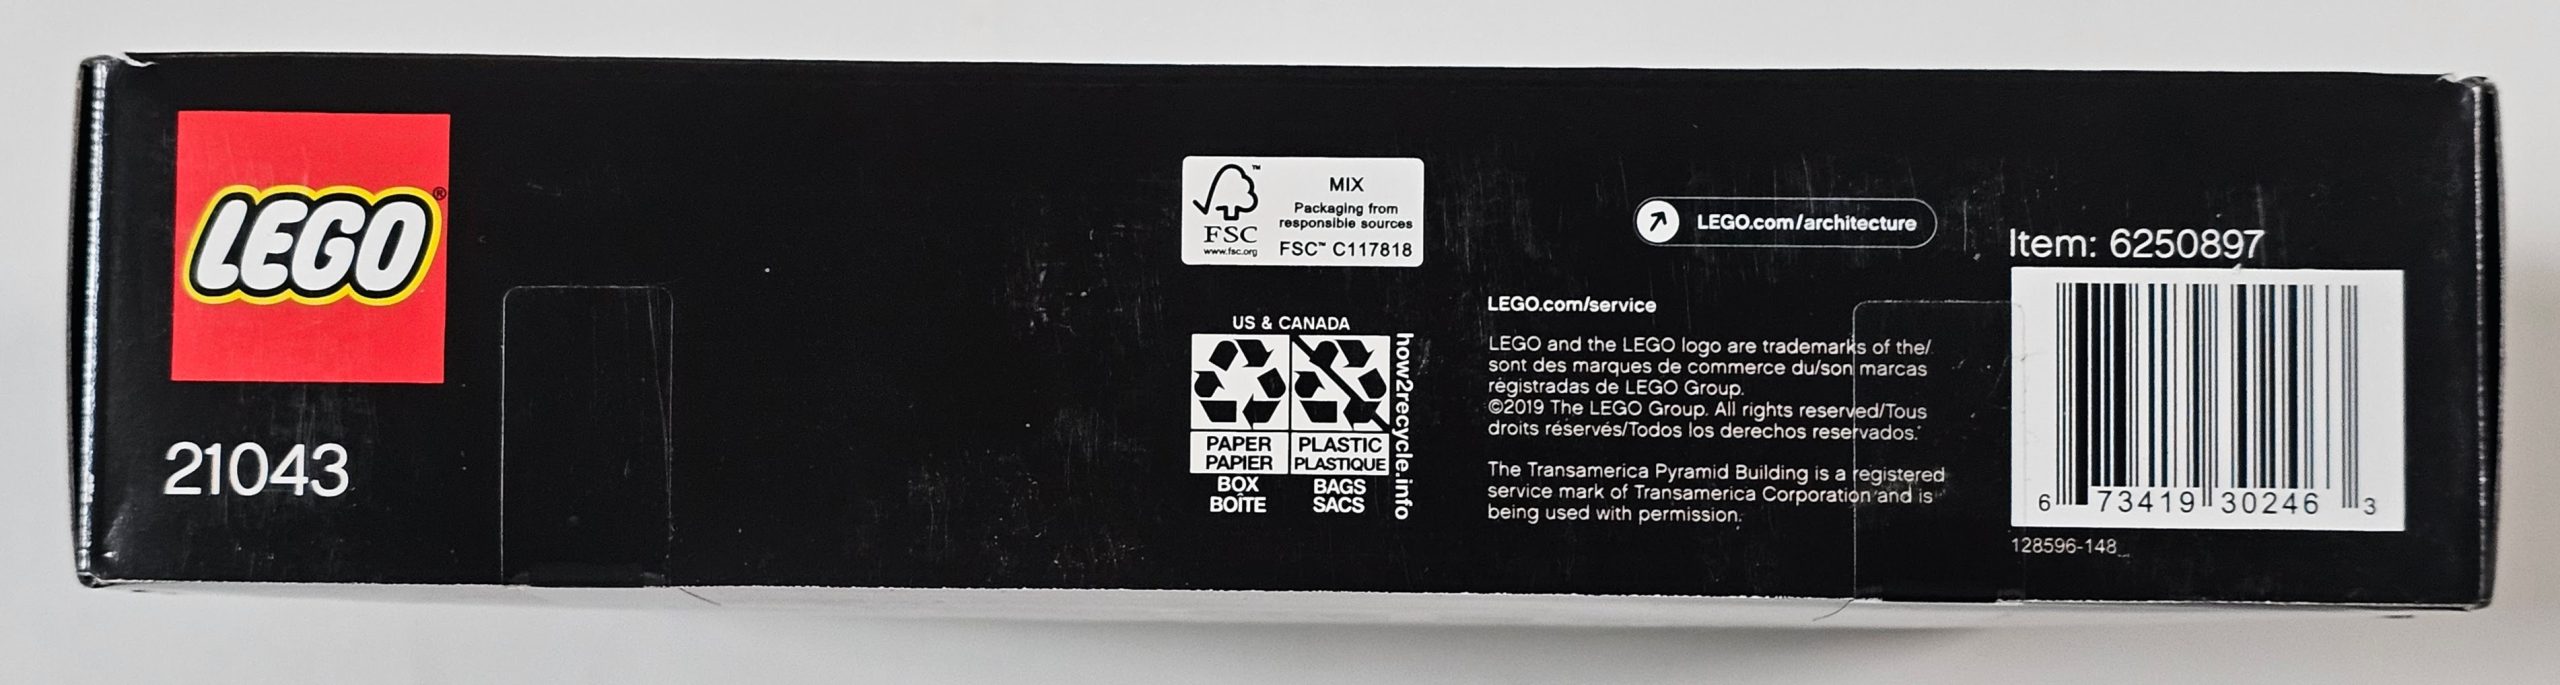 LEGO®
21043
FSC™
www.fsc.org
MIX
Packaging from
responsible sources
FSC™ C117818
US & CANADA
PAPER
PAPIER
BOX
BOÎTE
PLASTIC
PLASTIQUE
BAGS
SACS
how2recycle.info
LEGO.com/architecture
LEGO.com/service
LEGO and the LEGO logo are trademarks of the/
sont des marques de commerce du/son marcas
registradas de LEGO Group.
©2019 The LEGO Group. All rights reserved/Tous
droits réservés/Todos los derechos reservados.
The Transamerica Pyramid Building is a registered
service mark of Transamerica Corporation and is
being used with permission.
Item: 6250897
6 73419 30246 3
128596-148